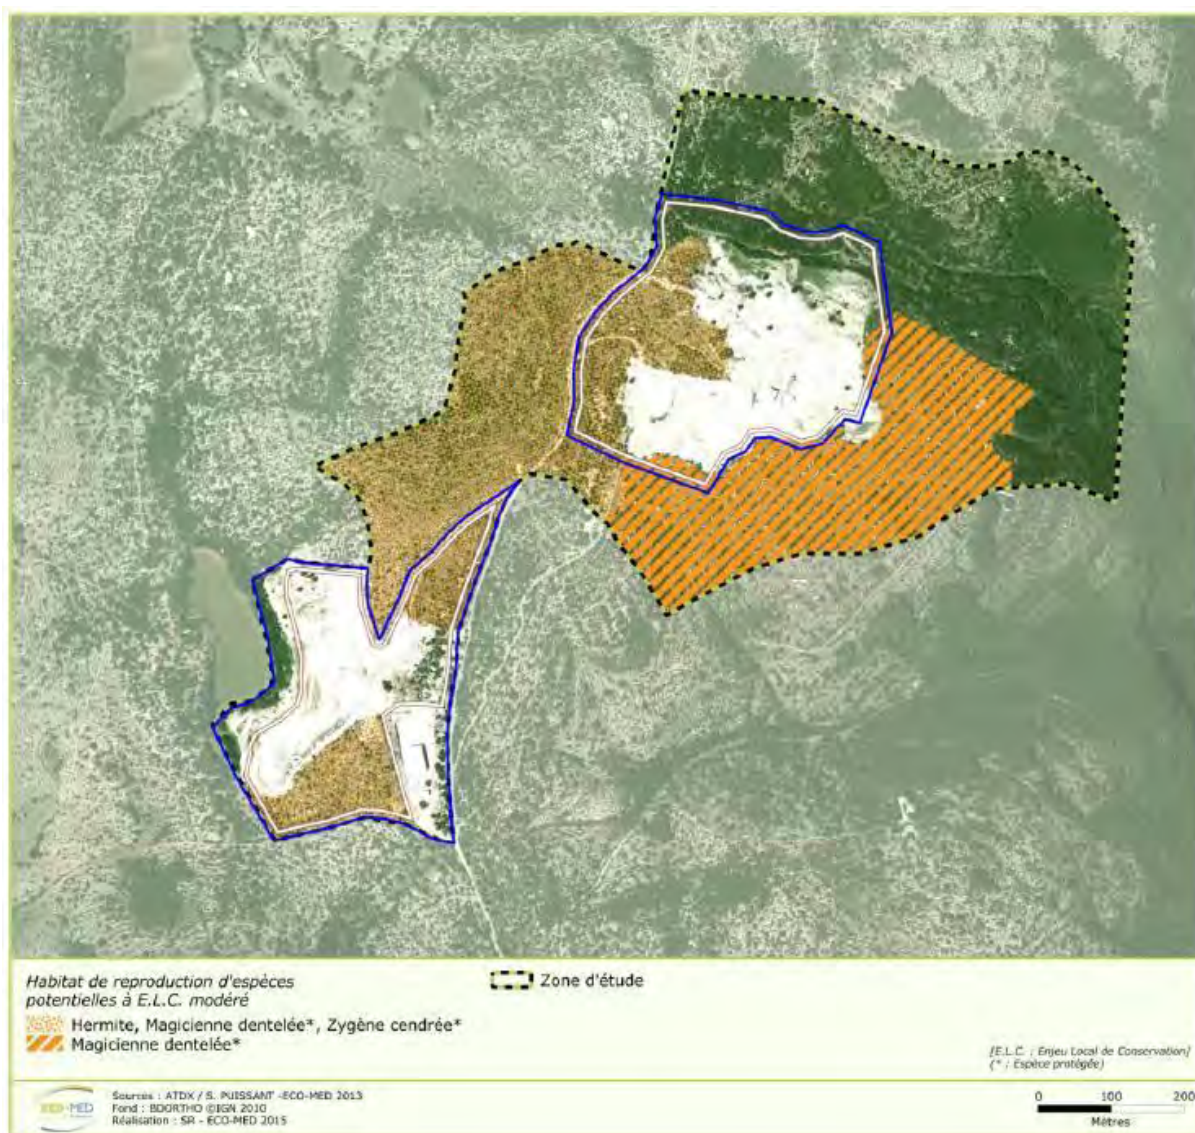 Habitat de reproduction d'espèces
potentielles à E.L.C. modéré
Hermite, Magicienne dentelée*, Zygène cendrée*
Magicienne dentelée*
Zone d'étude
[E.L.C. : Enjeu Local de Conservation]
(* : Espèce protégée)
ECO-MED
Sources : ATDX / S. PUISSANT -ECO-MED 2013
Fond : BDORTHO ©IGN 2010
Réalisation : SR - ECO-MED 2015
0 100 200
Mètres